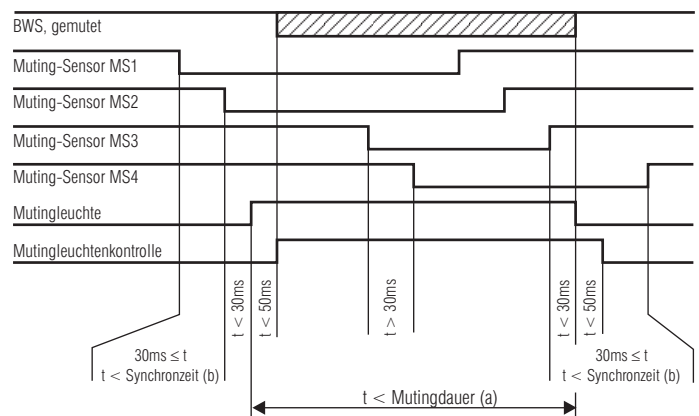 BWS, gemutet
Muting-Sensor MS1
Muting-Sensor MS2
Muting-Sensor MS3
Muting-Sensor MS4
Mutingleuchte
Mutingleuchtenkontrolle
t < 30ms
t < 50ms
t > 30ms
t < 30ms
t < 50ms
30ms ≤ t
t < Synchronzeit (b)
30ms ≤ t
t < Synchronzeit (b)
t < Mutingdauer (a)